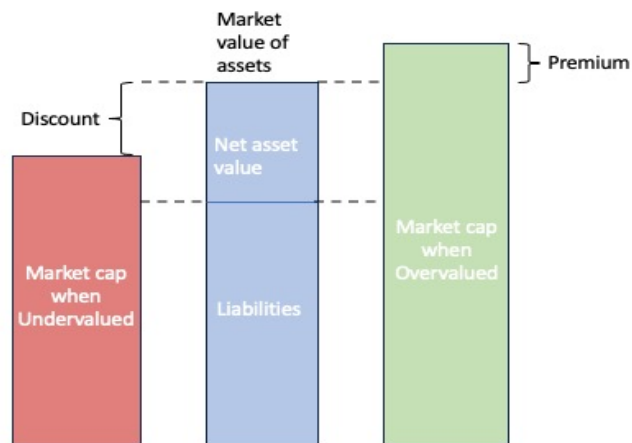 Market
value of
assets
Premium
Discount
Net asset
value
Market cap
when
Overvalued
Market cap
when
Undervalued
Liabilities